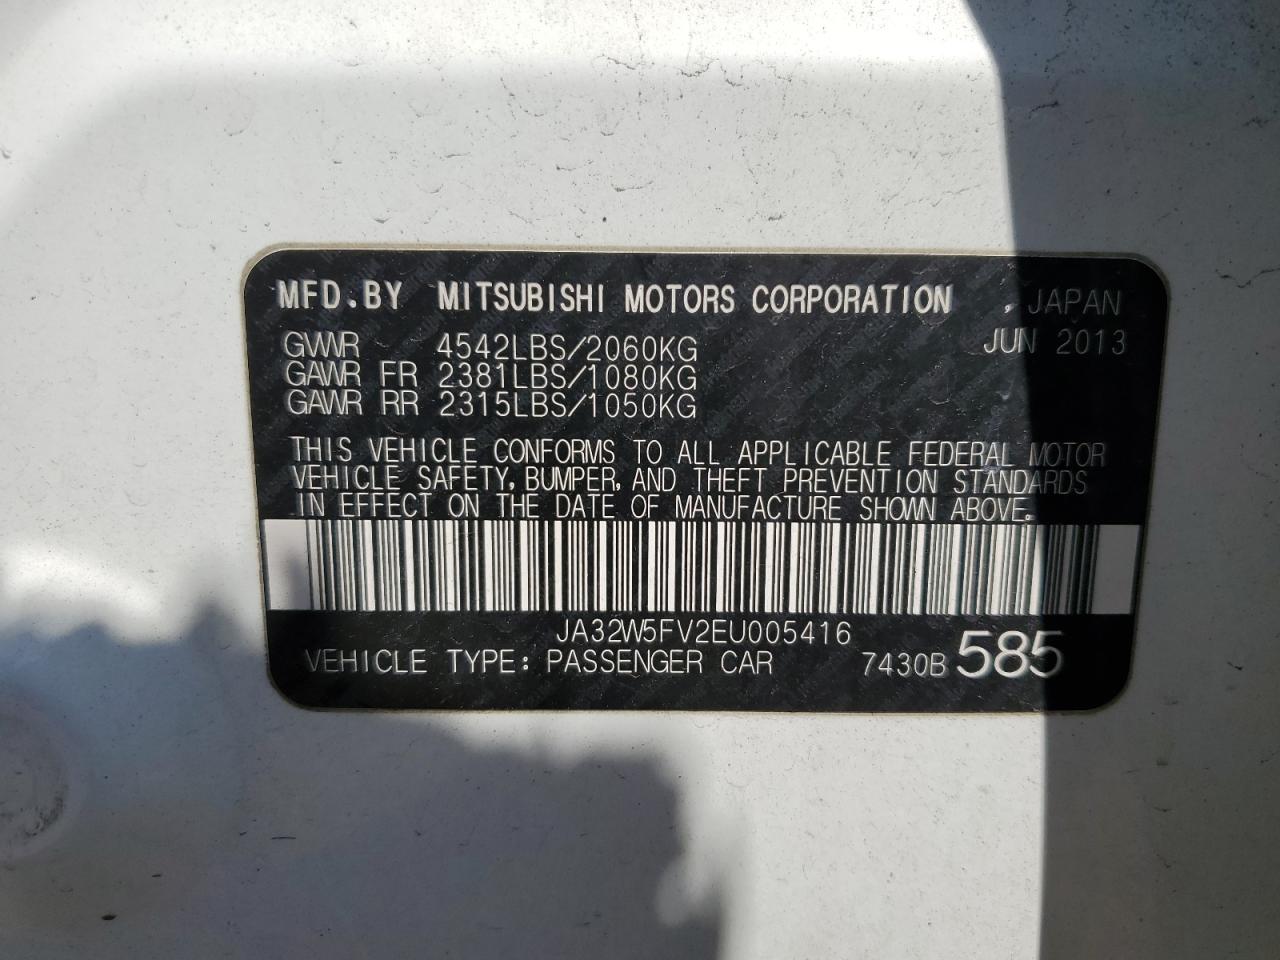 MFD.BY MITSUBISHI MOTORS CORPORATION , JAPAN
GVWR 4542LBS/2060KG JUN 2013
GAWR FR 2381LBS/1080KG
GAWR RR 2315LBS/1050KG
THIS VEHICLE CONFORMS TO ALL APPLICABLE FEDERAL MOTOR
VEHICLE SAFETY, BUMPER, AND THEFT PREVENTION STANDARDS
IN EFFECT ON THE DATE OF MANUFACTURE SHOWN ABOVE.
JA32W5FV2EU005416
VEHICLE TYPE: PASSENGER CAR 7430B 585